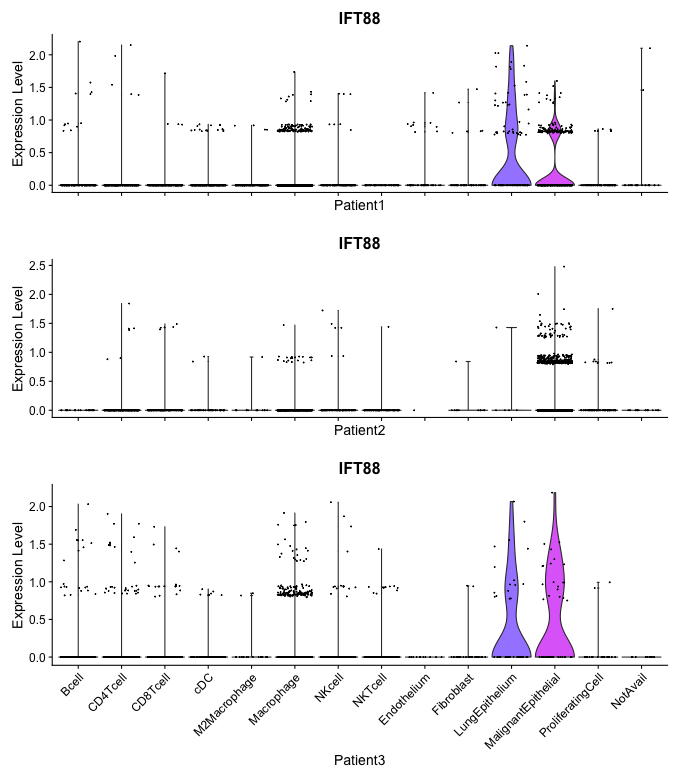 IFT88
Expression Level
2.0
1.5
1.0
0.5
0.0
Patient1
IFT88
Expression Level
2.5
2.0
1.5
1.0
0.5
0.0
Patient2
IFT88
Expression Level
2.0
1.5
1.0
0.5
0.0
Bcell
CD4Tcell
CD8Tcell
cDC
M2Macrophage
Macrophage
NKcell
NKTcell
Endothelium
Fibroblast
LungEpithelium
MalignantEpithelial
ProliferatingCell
NotAvail
Patient3